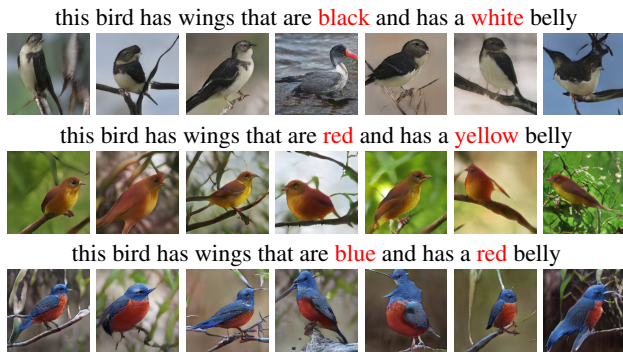 this bird has wings that are black and has a white belly
this bird has wings that are red and has a yellow belly
this bird has wings that are blue and has a red belly